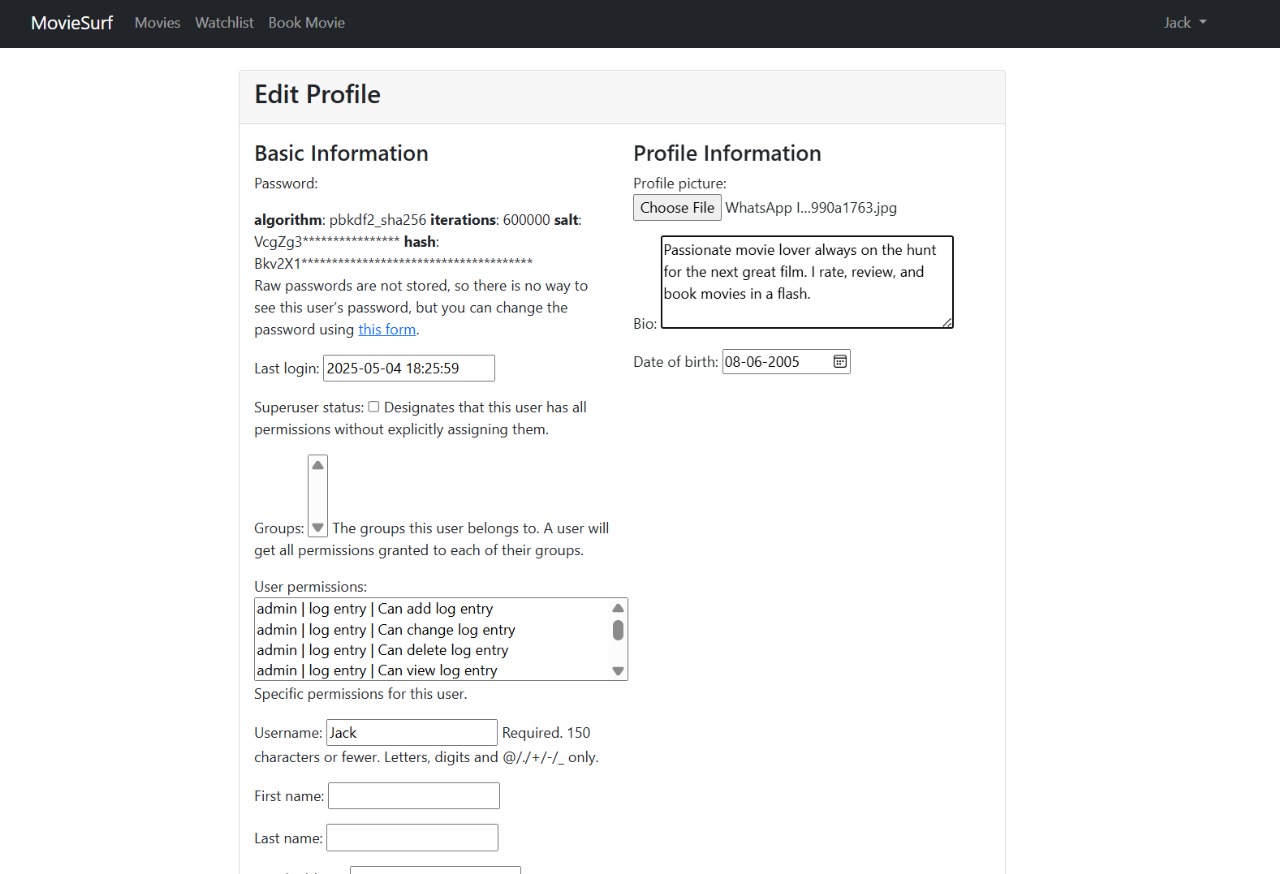 MovieSurf Movies Watchlist Book Movie Jack
Edit Profile
Basic Information
Password:
algorithm: pbkdf2_sha256 iterations: 600000 salt:
VcgZg3**************** hash:
Bkv2X1**************************************
Raw passwords are not stored, so there is no way to
see this user’s password, but you can change the
password using this form.
Last login: 2025-05-04 18:25:59
Superuser status: Designates that this user has all
permissions without explicitly assigning them.
Groups: The groups this user belongs to. A user will
get all permissions granted to each of their groups.
User permissions:
admin | log entry | Can add log entry
admin | log entry | Can change log entry
admin | log entry | Can delete log entry
admin | log entry | Can view log entry
Specific permissions for this user.
Username: Jack Required. 150
characters or fewer. Letters, digits and @/./+/-/_ only.
First name:
Last name:
Profile Information
Profile picture:
Choose File WhatsApp I...990a1763.jpg
Passionate movie lover always on the hunt
for the next great film. I rate, review, and
book movies in a flash.
Bio:
Date of birth: 08-06-2005